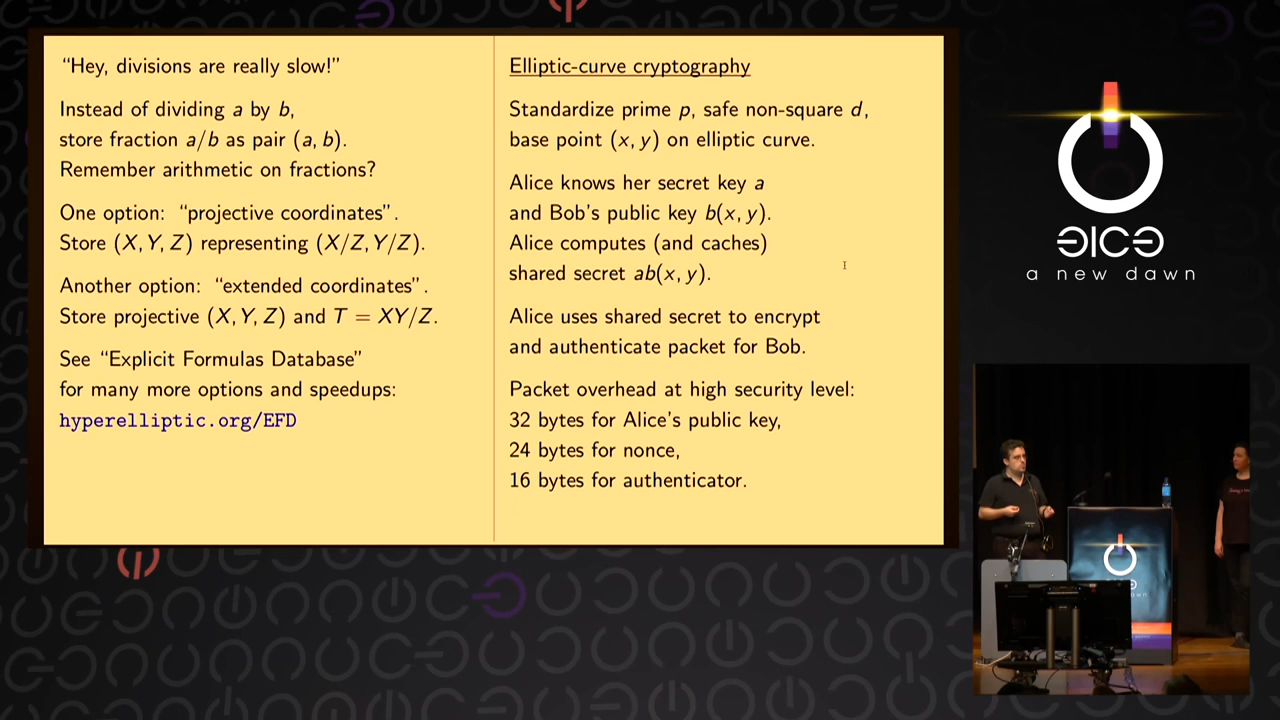 “Hey, divisions are really slow!”
Instead of dividing a by b,
store fraction a/b as pair (a, b).
Remember arithmetic on fractions?
One option: “projective coordinates”.
Store (X, Y, Z) representing (X/Z, Y/Z).
Another option: “extended coordinates”.
Store projective (X, Y, Z) and T = XY/Z.
See “Explicit Formulas Database”
for many more options and speedups:
hyperelliptic.org/EFD
Elliptic-curve cryptography
Standardize prime p, safe non-square d,
base point (x, y) on elliptic curve.
Alice knows her secret key a
and Bob’s public key b(x, y).
Alice computes (and caches)
shared secret ab(x, y).
Alice uses shared secret to encrypt
and authenticate packet for Bob.
Packet overhead at high security level:
32 bytes for Alice’s public key,
24 bytes for nonce,
16 bytes for authenticator.
a new dawn